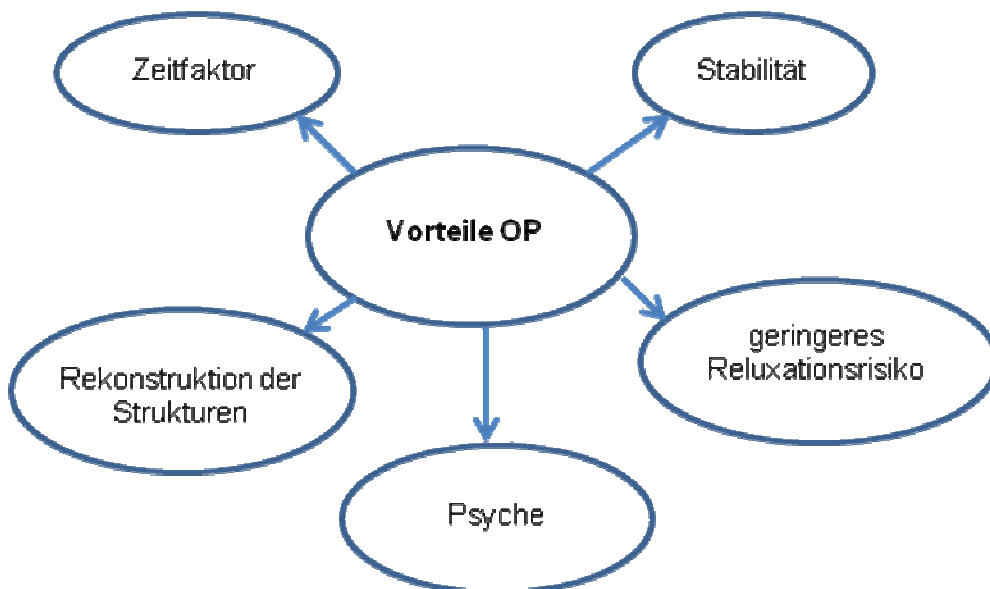 Zeitfaktor
Stabilität
Vorteile OP
geringeres
Reluxationsrisiko
Rekonstruktion der
Strukturen
Psyche